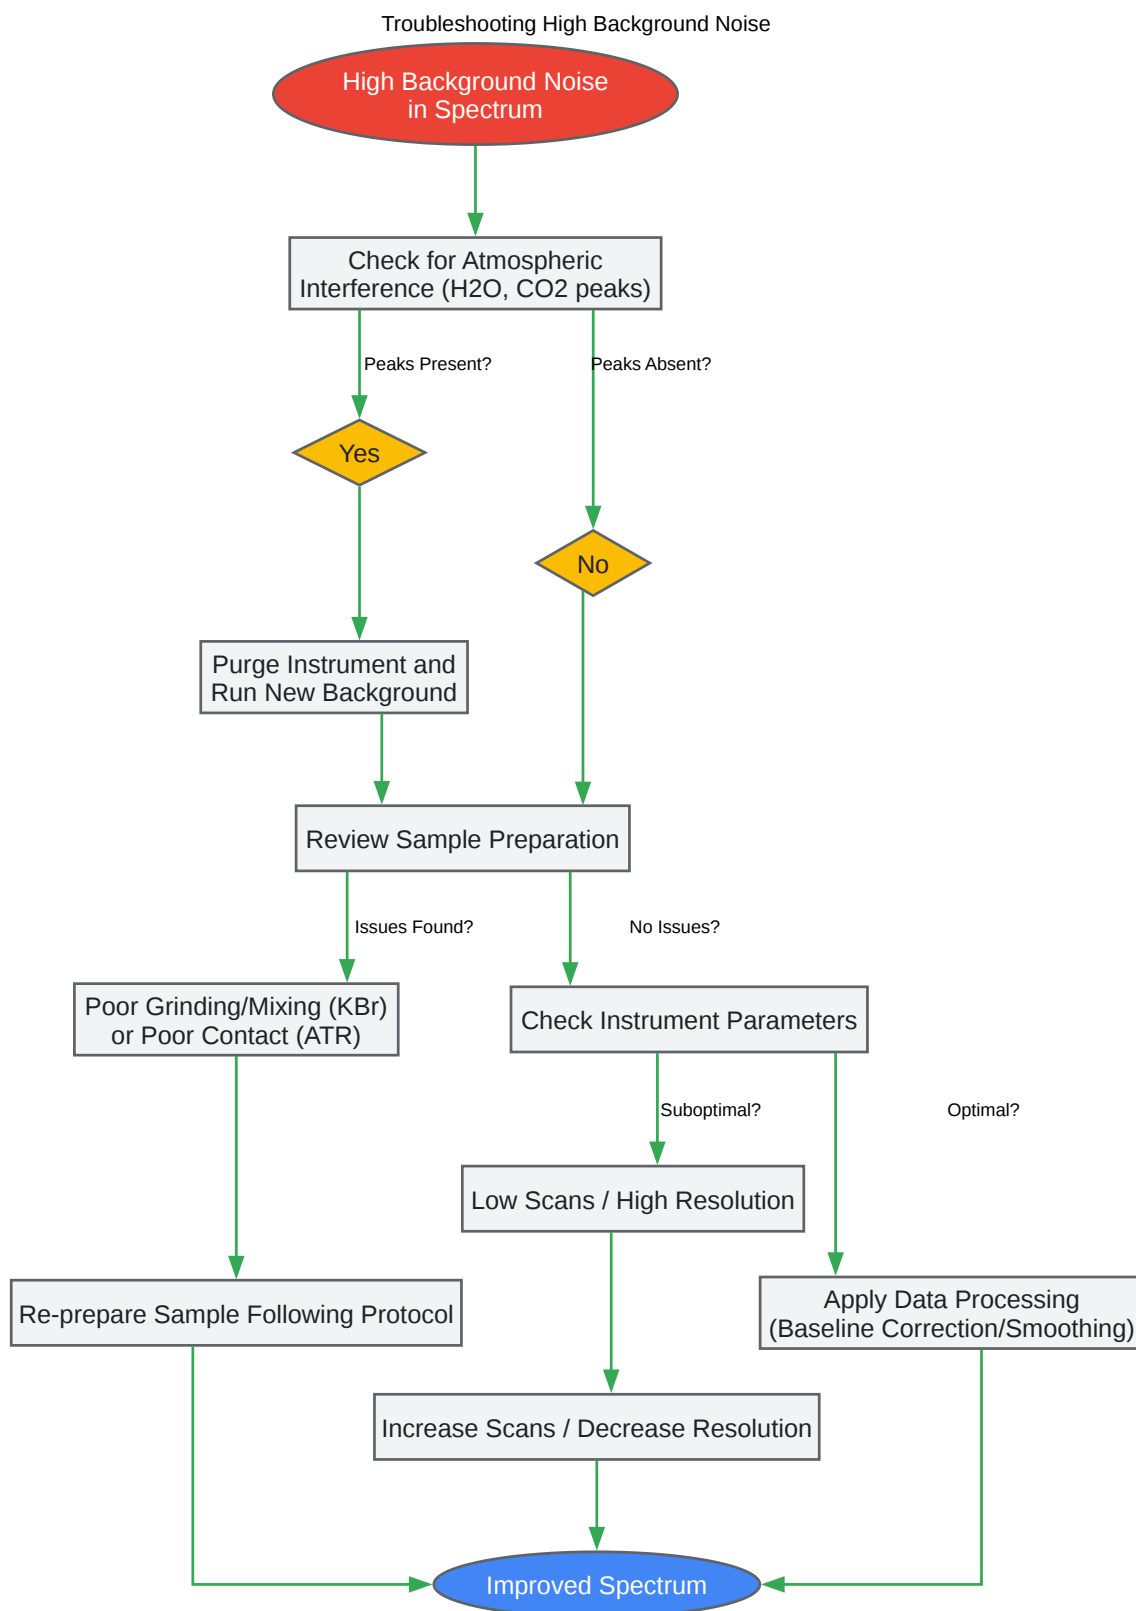 Troubleshooting High Background Noise
High Background Noise
in Spectrum
Check for Atmospheric
Interference (H2O, CO2 peaks)
Peaks Present?
Peaks Absent?
Yes
No
Purge Instrument and
Run New Background
Review Sample Preparation
Issues Found?
No Issues?
Poor Grinding/Mixing (KBr)
or Poor Contact (ATR)
Check Instrument Parameters
Suboptimal?
Optimal?
Low Scans / High Resolution
Re-prepare Sample Following Protocol
Apply Data Processing
(Baseline Correction/Smoothing)
Increase Scans / Decrease Resolution
Improved Spectrum